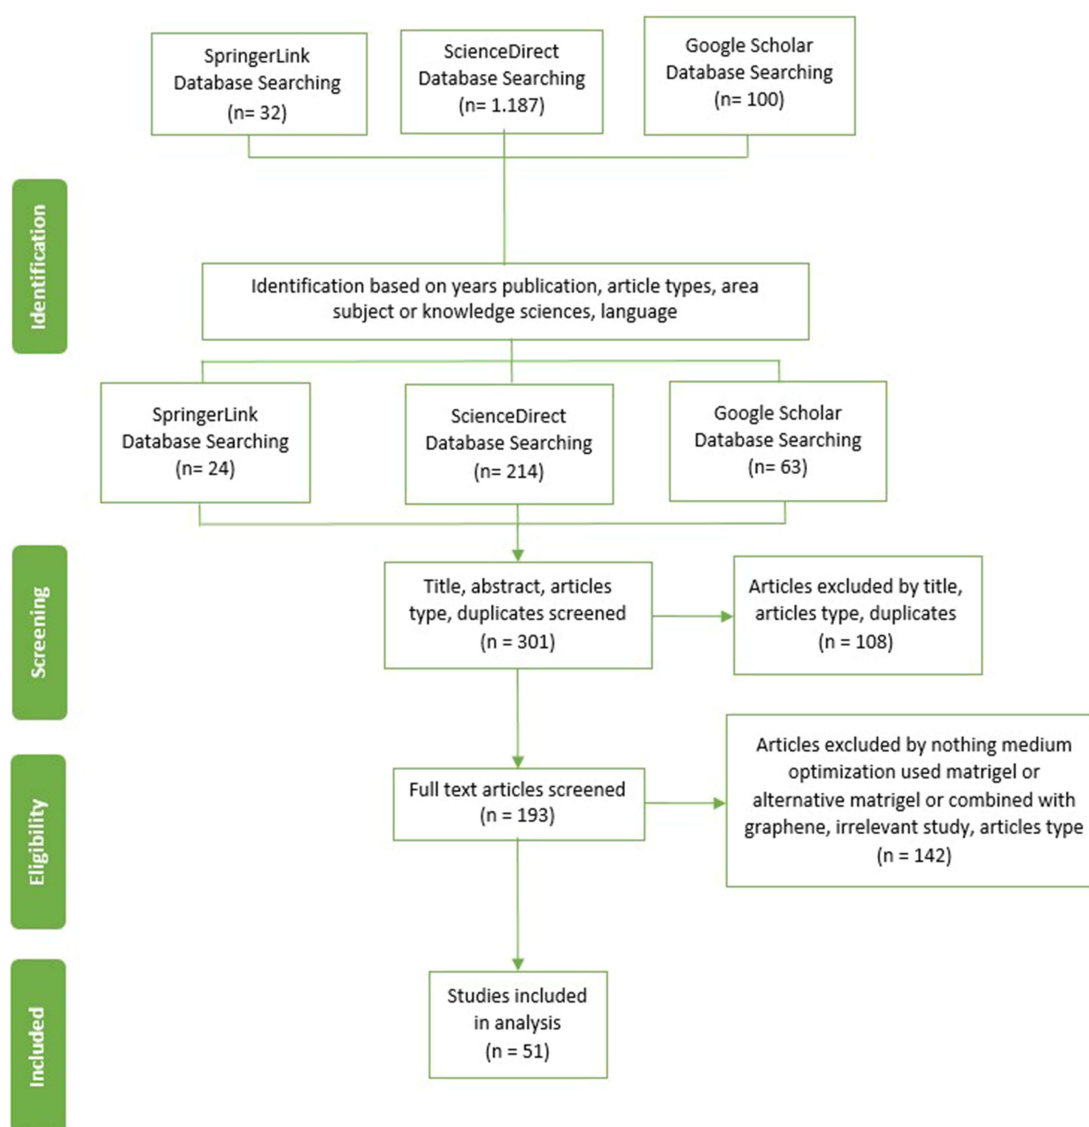 SpringerLink
Database Searching
(n= 32)
ScienceDirect
Database Searching
(n= 1.187)
Google Scholar
Database Searching
(n= 100)
Identification
Identification based on years publication, article types, area
subject or knowledge sciences, language
SpringerLink
Database Searching
(n= 24)
ScienceDirect
Database Searching
(n= 214)
Google Scholar
Database Searching
(n= 63)
Screening
Title, abstract, articles
type, duplicates screened
(n = 301)
Articles excluded by title,
articles type, duplicates
(n = 108)
Eligibility
Full text articles screened
(n = 193)
Articles excluded by nothing medium
optimization used matrigel or
alternative matrigel or combined with
graphene, irrelevant study, articles type
(n = 142)
Included
Studies included
in analysis
(n = 51)